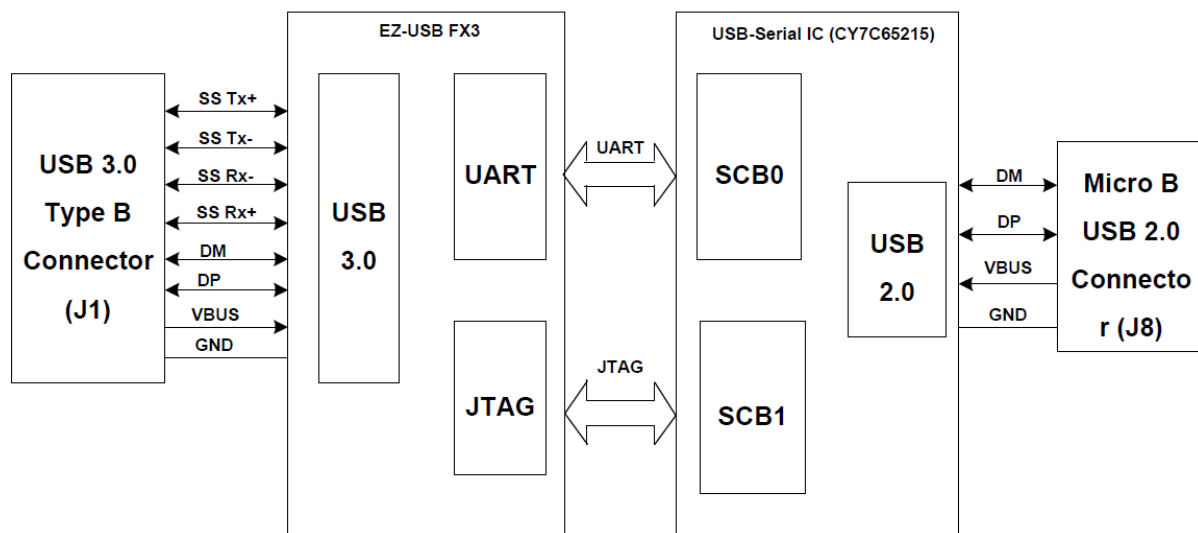 EZ-USB FX3
USB-Serial IC (CY7C65215)
USB 3.0
Type B
Connector
(J1)
SS Tx+
SS Tx-
SS Rx-
SS Rx+
DM
DP
VBUS
GND
USB
3.0
UART
JTAG
UART
JTAG
SCB0
SCB1
USB
2.0
DM
DP
VBUS
GND
Micro B
USB 2.0
Connecto
r (J8)